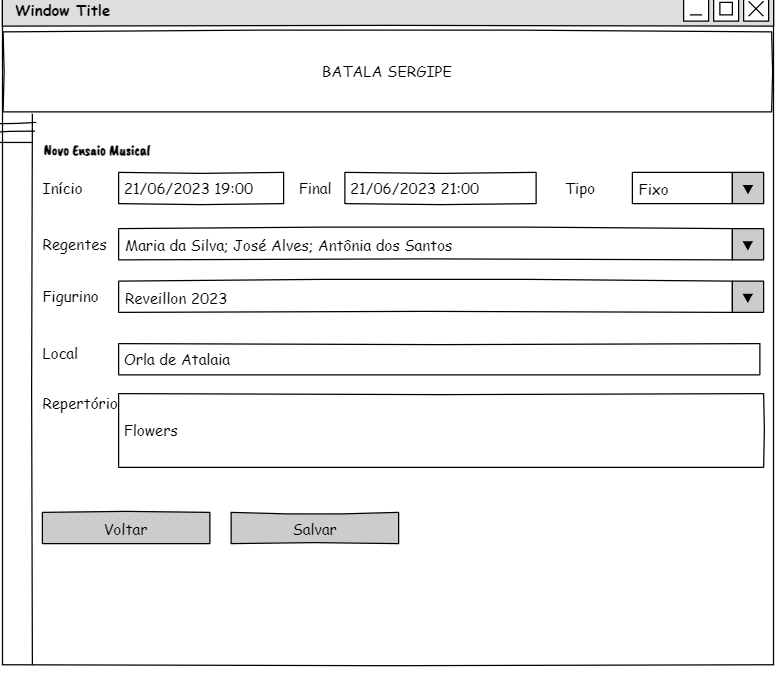 Window Title
BATALA SERGIPE
Novo Ensaio Musical
Início 21/06/2023 19:00 Final 21/06/2023 21:00 Tipo Fixo
Regentes Maria da Silva; José Alves; Antônia dos Santos
Figurino Reveillon 2023
Local Orla de Atalaia
Repertório
Flowers
Voltar Salvar